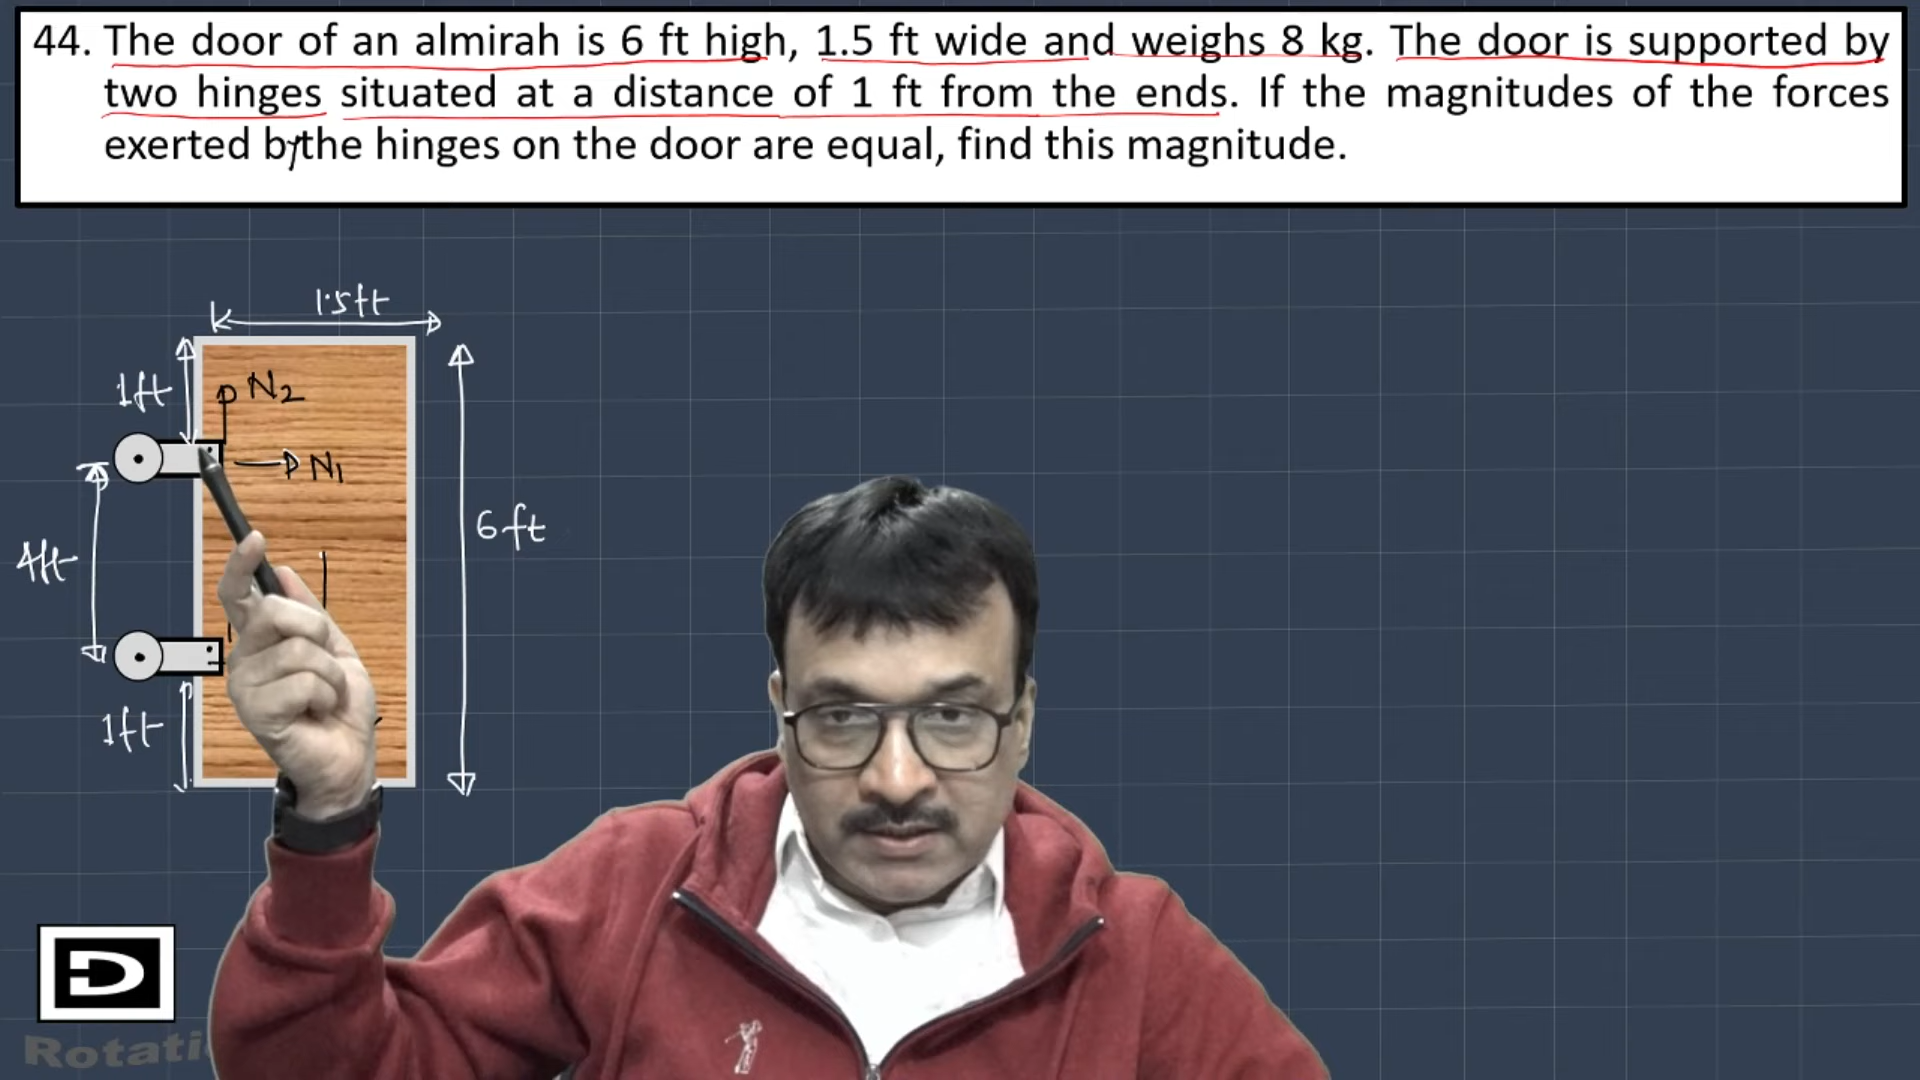 44. The door of an almirah is 6 ft high, 1.5 ft wide and weighs 8 kg. The door is supported by
two hinges situated at a distance of 1 ft from the ends. If the magnitudes of the forces
exerted by the hinges on the door are equal, find this magnitude.
1.5ft
1ft
N2
N1
4ft
6ft
1ft
D
Rotati